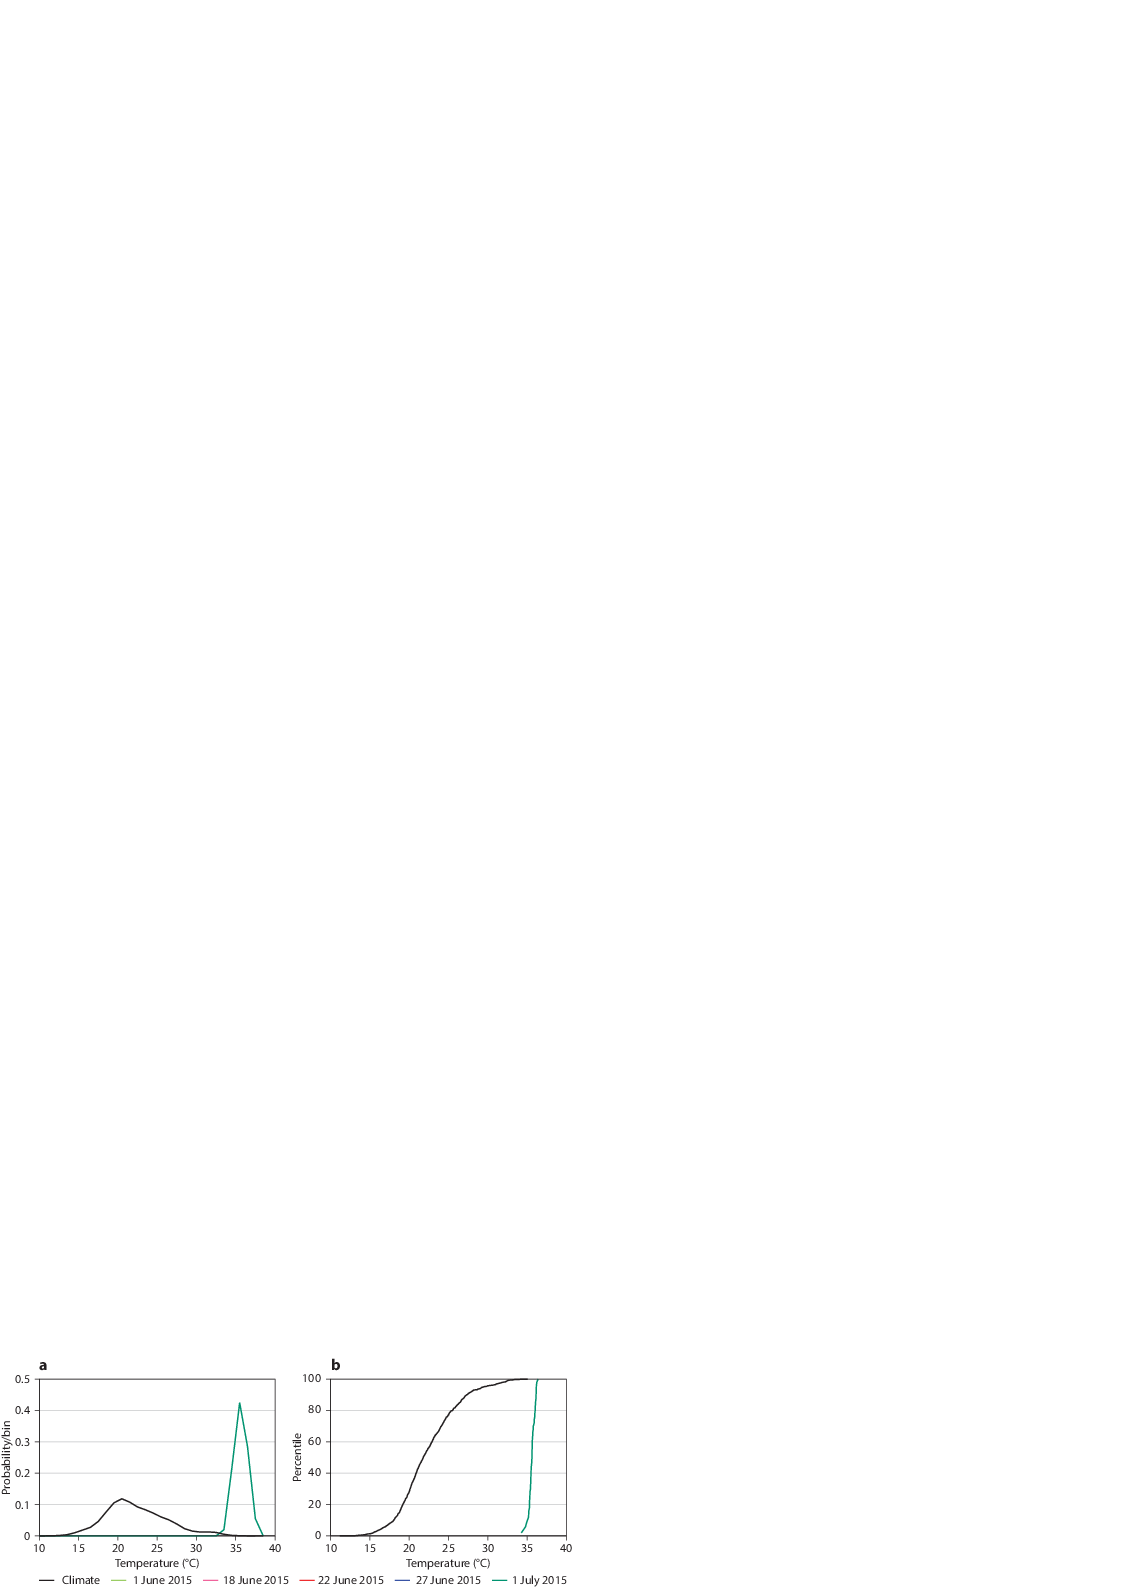 a
0.5
0.4
0.3
0.2
0.1
0
Probability/bin
10 15 20 25 30 35 40
Temperature (°C)
b
100
80
60
40
20
0
Percentile
10 15 20 25 30 35 40
Temperature (°C)
Climate 1 June 2015 18 June 2015 22 June 2015 27 June 2015 1 July 2015